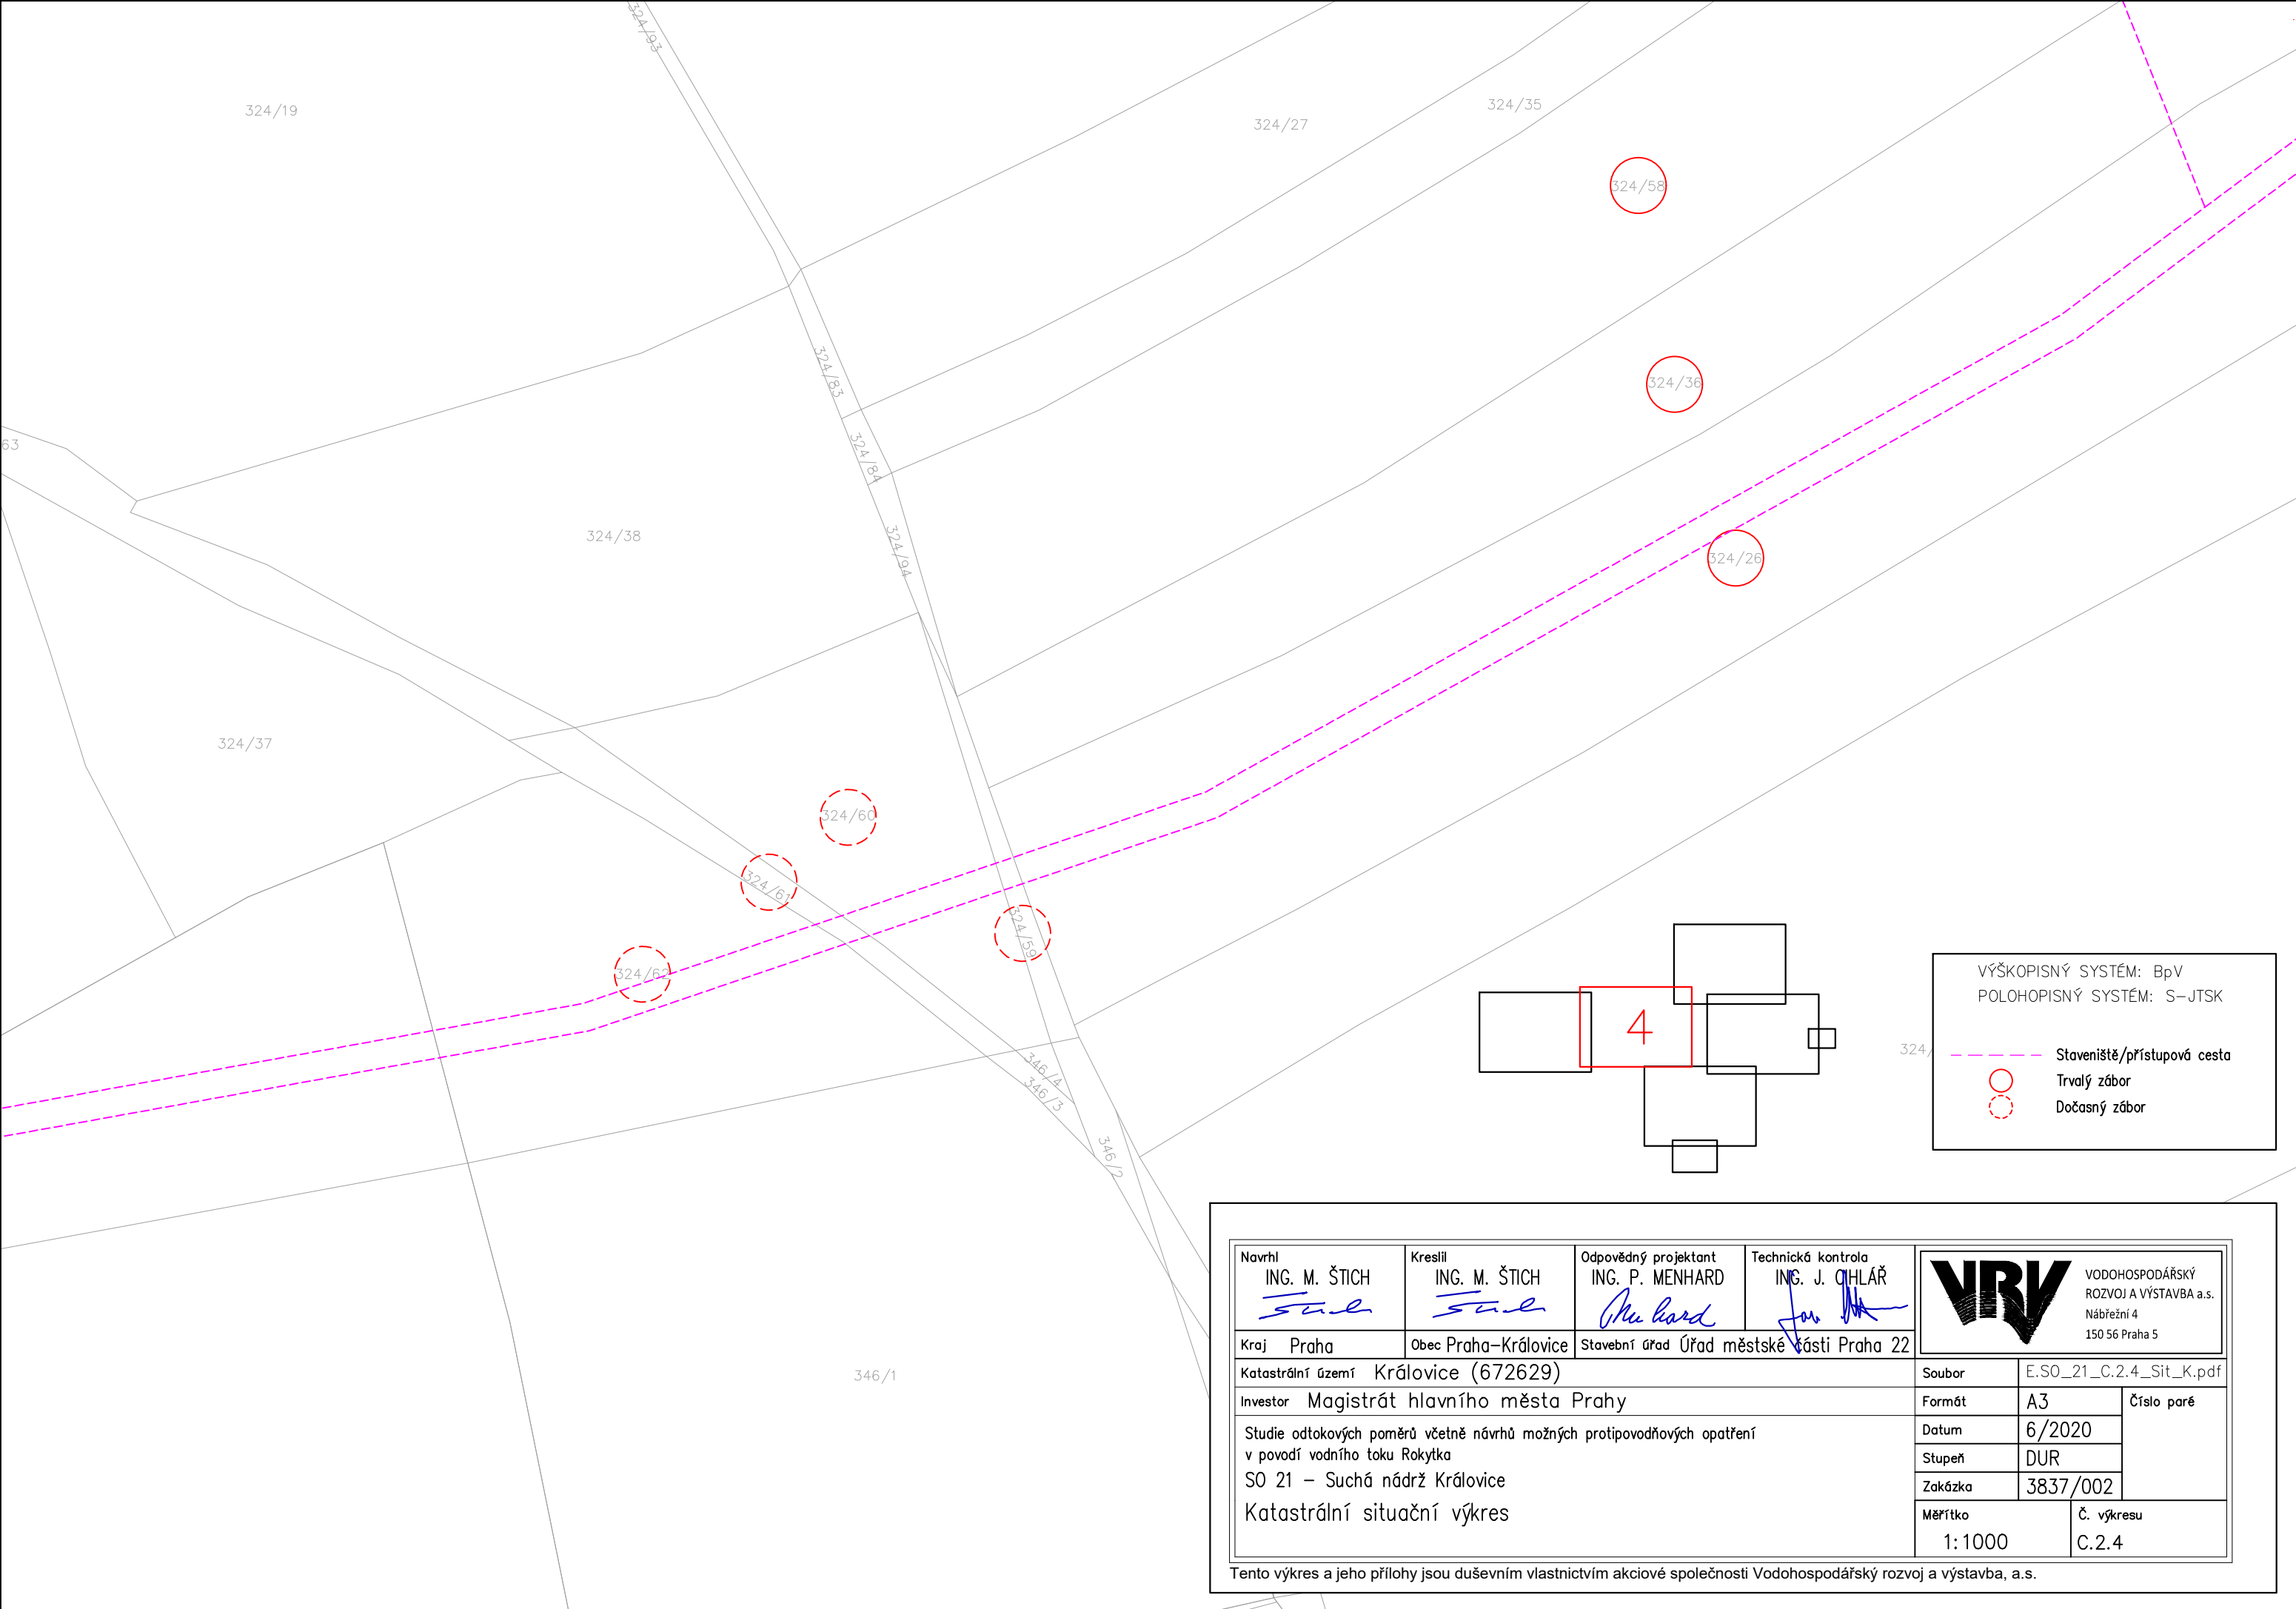 324/93
324/19
324/27
324/35
324/58
324/83
324/36
63
324/84
324/38
324/94
324/26
324/37
324/60
324/61
324/59
324/62
346/4
346/3
346/2
346/1
4
324/
VÝŠKOPISNÝ SYSTÉM: BpV
POLOHOPISNÝ SYSTÉM: S-JTSK
Staveniště/přístupová cesta
Trvalý zábor
Dočasný zábor
Navrhl
ING. M. ŠTICH
Kreslil
ING. M. ŠTICH
Odpovědný projektant
ING. P. MENHARD
Technická kontrola
ING. J. CIHLÁŘ
VRV
VODOHOSPODÁŘSKÝ
ROZVOJ A VÝSTAVBA a.s.
Nábřežní 4
150 56 Praha 5
Kraj Praha
Obec Praha-Královice
Stavební úřad Úřad městské části Praha 22
Katastrální území Královice (672629)
Investor Magistrát hlavního města Prahy
Studie odtokových poměrů včetně návrhů možných protipovodňových opatření
v povodí vodního toku Rokytka
SO 21 - Suchá nádrž Královice
Katastrální situační výkres
Soubor E.SO_21_C.2.4_Sit_K.pdf
Formát A3
Číslo paré
Datum 6/2020
Stupeň DUR
Zakázka 3837/002
Měřítko
1:1000
Č. výkresu
C.2.4
Tento výkres a jeho přílohy jsou duševním vlastnictvím akciové společnosti Vodohospodářský rozvoj a výstavba, a.s.